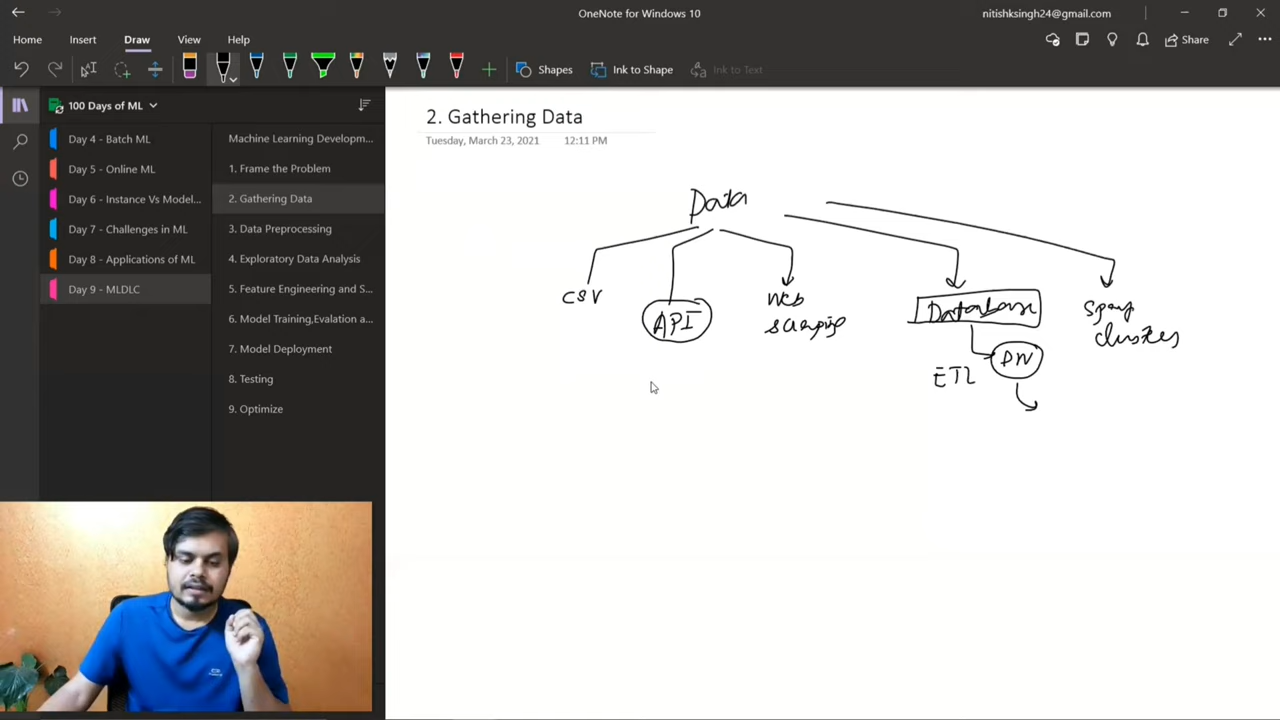 OneNote for Windows 10
nitishksingh24@gmail.com
Home
Insert
Draw
View
Help
Share
Shapes
Ink to Shape
Ink to Text
100 Days of ML
Day 4 - Batch ML
Day 5 - Online ML
Day 6 - Instance Vs Model...
Day 7 - Challenges in ML
Day 8 - Applications of ML
Day 9 - MLDLC
Machine Learning Developm...
1. Frame the Problem
2. Gathering Data
3. Data Preprocessing
4. Exploratory Data Analysis
5. Feature Engineering and S...
6. Model Training,Evalation a...
7. Model Deployment
8. Testing
9. Optimize
2. Gathering Data
Tuesday, March 23, 2021 12:11 PM
Data
CSV
API
Web
Database
clusters
DW
ETL